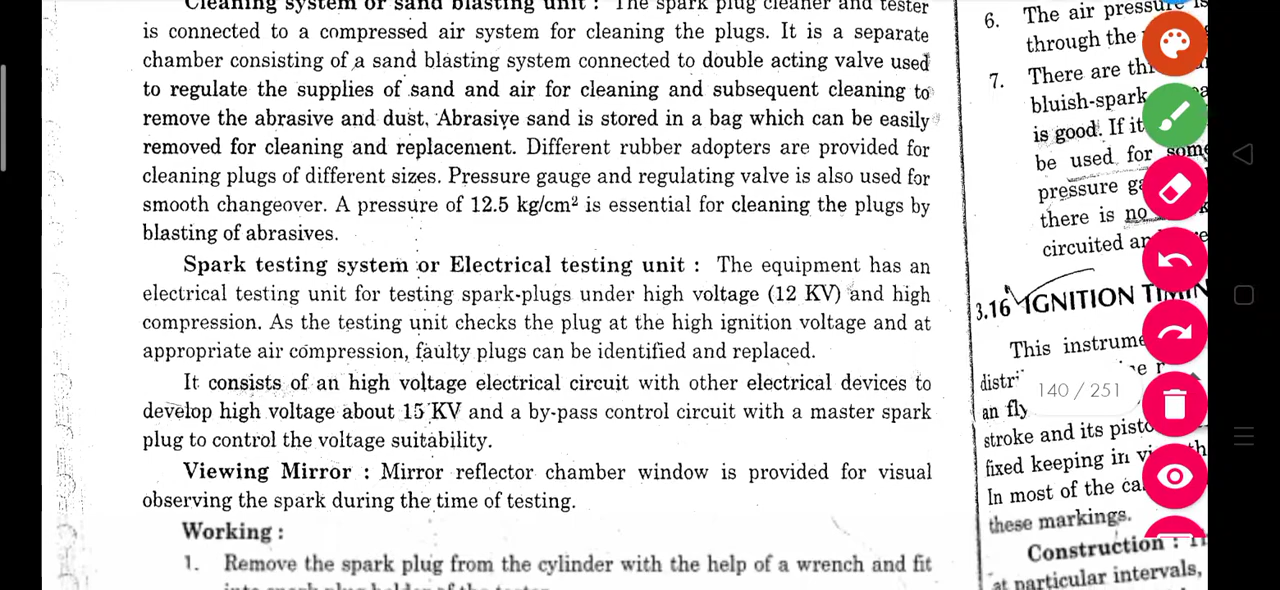 Cleaning system or sand blasting unit : The spark plug cleaner and tester
is connected to a compressed air system for cleaning the plugs. It is a separate
chamber consisting of a sand blasting system connected to double acting valve used
to regulate the supplies of sand and air for cleaning and subsequent cleaning to
remove the abrasive and dust. Abrasive sand is stored in a bag which can be easily
removed for cleaning and replacement. Different rubber adopters are provided for
cleaning plugs of different sizes. Pressure gauge and regulating valve is also used for
smooth changeover. A pressure of 12.5 kg/cm² is essential for cleaning the plugs by
blasting of abrasives.
Spark testing system or Electrical testing unit : The equipment has an
electrical testing unit for testing spark-plugs under high voltage (12 KV) and high
compression. As the testing unit checks the plug at the high ignition voltage and at
appropriate air compression, faulty plugs can be identified and replaced.
It consists of an high voltage electrical circuit with other electrical devices to
develop high voltage about 15 KV and a by-pass control circuit with a master spark
plug to control the voltage suitability.
Viewing Mirror : Mirror reflector chamber window is provided for visual
observing the spark during the time of testing.
Working :
1. Remove the spark plug from the cylinder with the help of a wrench and fit
6. The air pressure is
through the
7. There are
bluish-spark
is good. If it
be used for some
pressure
there is no
circuited
3.16 IGNITION
This
140 / 251
an fly
stroke and its
fixed keeping in
In most of the
these markings.
Construction :
at particular intervals,